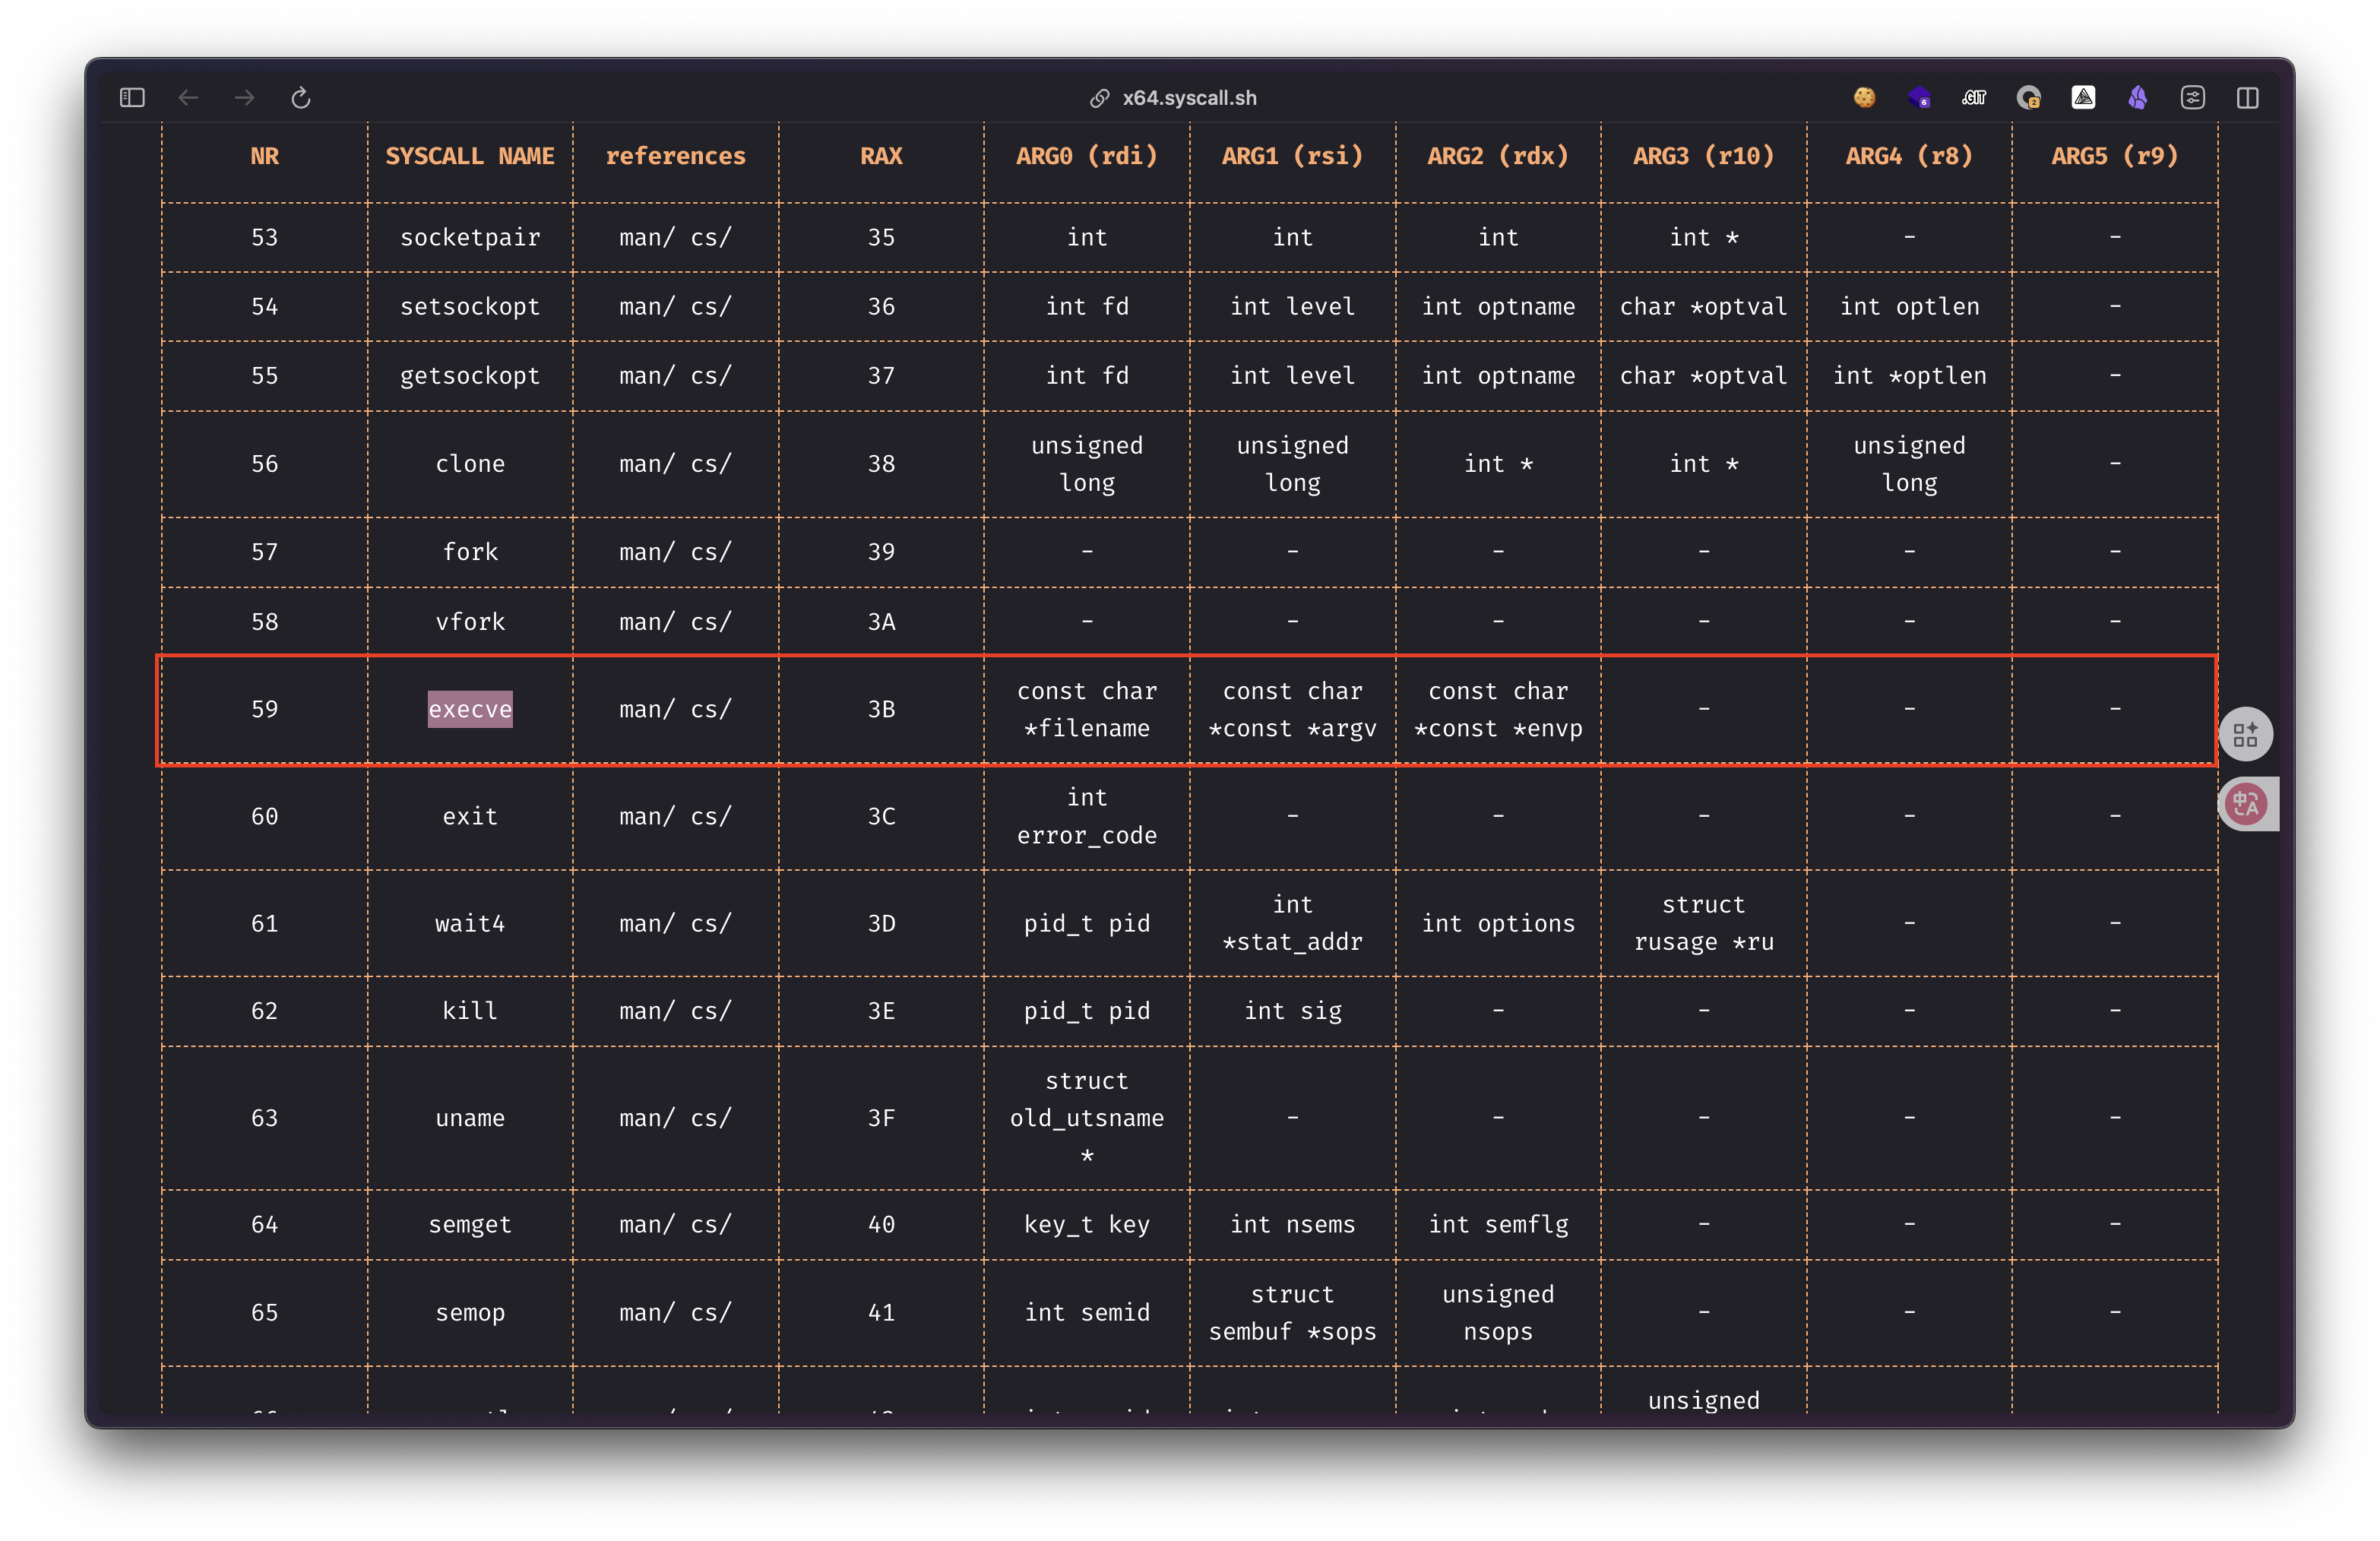 x64.syscall.sh
6
.GIT
2
NR SYSCALL NAME references RAX ARG0 (rdi) ARG1 (rsi) ARG2 (rdx) ARG3 (r10) ARG4 (r8) ARG5 (r9)
53 socketpair man/ cs/ 35 int int int int * - -
54 setsockopt man/ cs/ 36 int fd int level int optname char *optval int optlen -
55 getsockopt man/ cs/ 37 int fd int level int optname char *optval int *optlen -
56 clone man/ cs/ 38 unsigned long unsigned long int * int * unsigned long -
57 fork man/ cs/ 39 - - - - - -
58 vfork man/ cs/ 3A - - - - - -
59 execve man/ cs/ 3B const char *filename const char *const *argv const char *const *envp - - -
60 exit man/ cs/ 3C int error_code - - - - -
61 wait4 man/ cs/ 3D pid_t pid int *stat_addr int options struct rusage *ru - -
62 kill man/ cs/ 3E pid_t pid int sig - - - -
63 uname man/ cs/ 3F struct old_utsname * - - - - -
64 semget man/ cs/ 40 key_t key int nsems int semflg - - -
65 semop man/ cs/ 41 int semid struct sembuf *sops unsigned nsops - - -
unsigned
中A